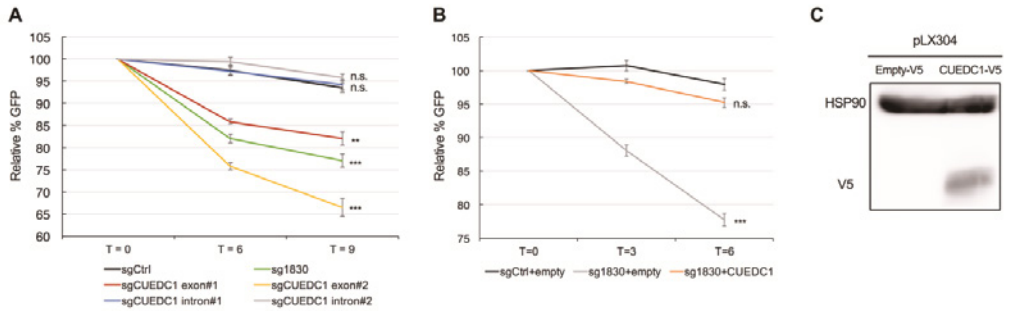 A
Relative % GFP
105
100
95
90
85
80
75
70
65
60
n.s.
n.s.
**
***
***
T = 0
T = 6
T = 9
sgCtrl
sg1830
sgCUEDC1 exon#1
sgCUEDC1 exon#2
sgCUEDC1 intron#1
sgCUEDC1 intron#2
B
Relative % GFP
105
100
95
90
85
80
75
n.s.
***
T=0
T=3
T=6
sgCtrl+empty
sg1830+empty
sg1830+CUEDC1
C
pLX304
Empty-V5 CUEDC1-V5
HSP90
V5